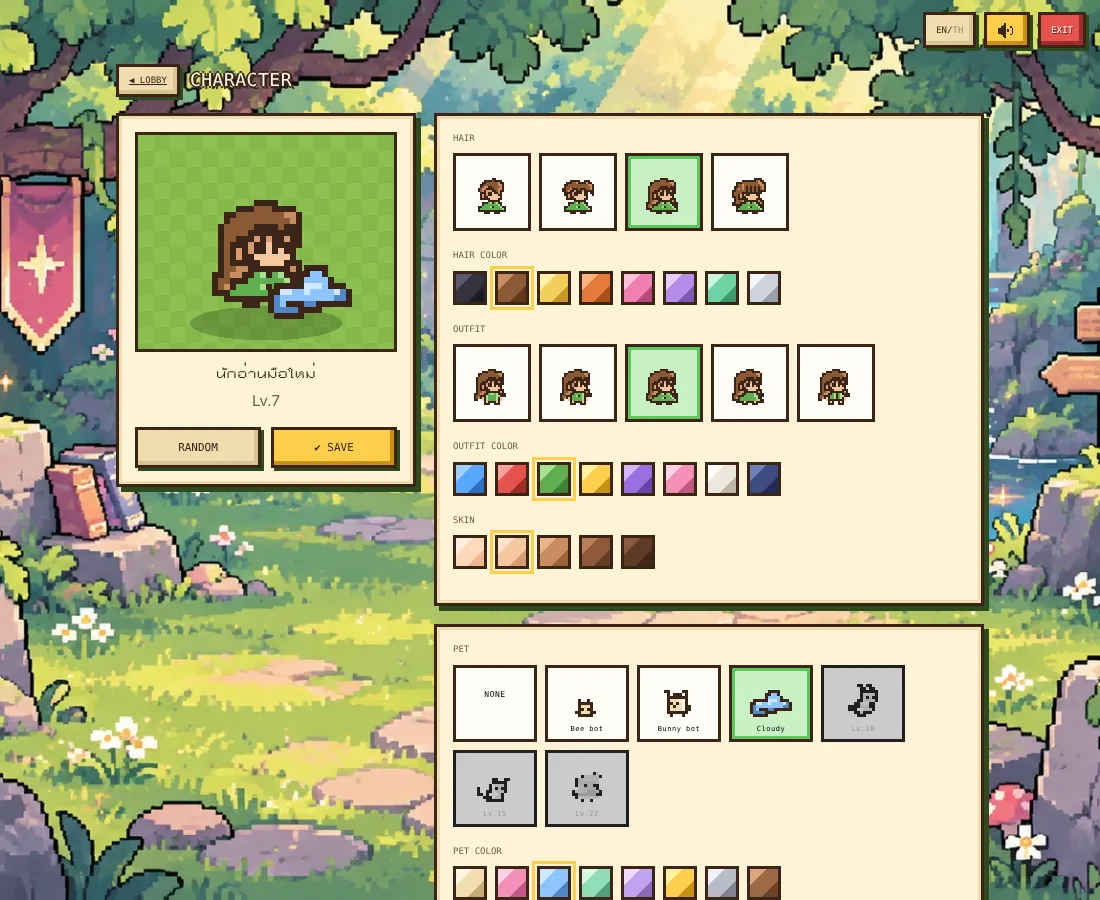 EN/TH
EXIT
◀ LOBBY
CHARACTER
นักอ่านมือใหม่
Lv.7
RANDOM
✔ SAVE
HAIR
HAIR COLOR
OUTFIT
OUTFIT COLOR
SKIN
PET
NONE
Bee bot
Bunny bot
Cloudy
Lv.10
Lv.15
Lv.22
PET COLOR